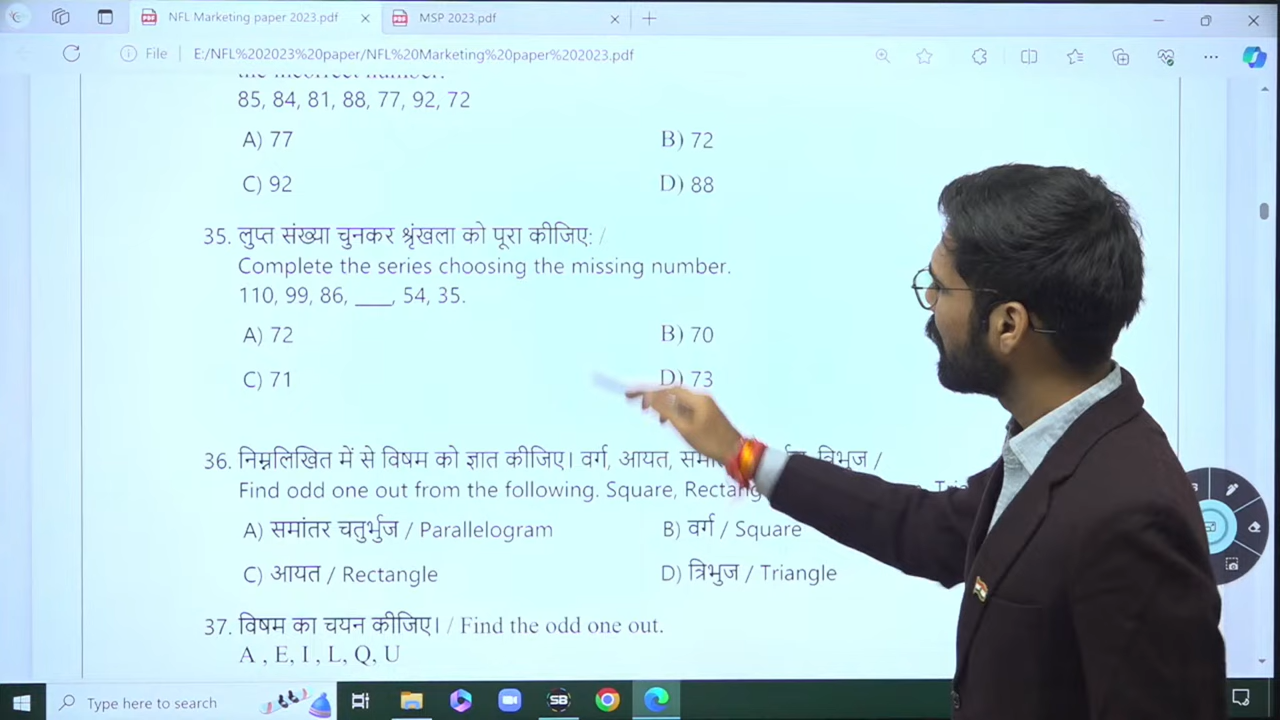 NFL Marketing paper 2023.pdf
MSP 2023.pdf
File
E:/NFL%202023%20paper/NFL%20Marketing%20paper%202023.pdf
the incorrect number.
85, 84, 81, 88, 77, 92, 72
A) 77
B) 72
C) 92
D) 88
35. लुप्त संख्या चुनकर श्रृंखला को पूरा कीजिए: /
Complete the series choosing the missing number.
110, 99, 86, ____, 54, 35.
A) 72
B) 70
C) 71
D) 73
36. निम्नलिखित में से विषम को ज्ञात कीजिए। वर्ग, आयत, त्रिभुज /
Find odd one out from the following. Square,
A) समांतर चतुर्भुज / Parallelogram
B) वर्ग / Square
C) आयत / Rectangle
D) त्रिभुज / Triangle
37. विषम का चयन कीजिए। / Find the odd one out.
A , E, I , L, Q, U
Type here to search
SB